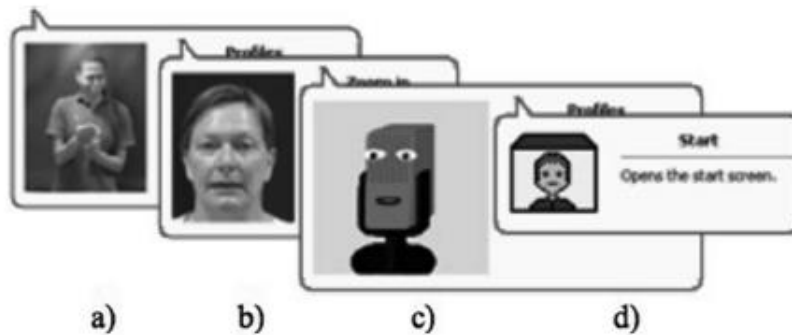 Profiles
Zoom in
Profiles
Start
Opens the start screen.
a) b) c) d)